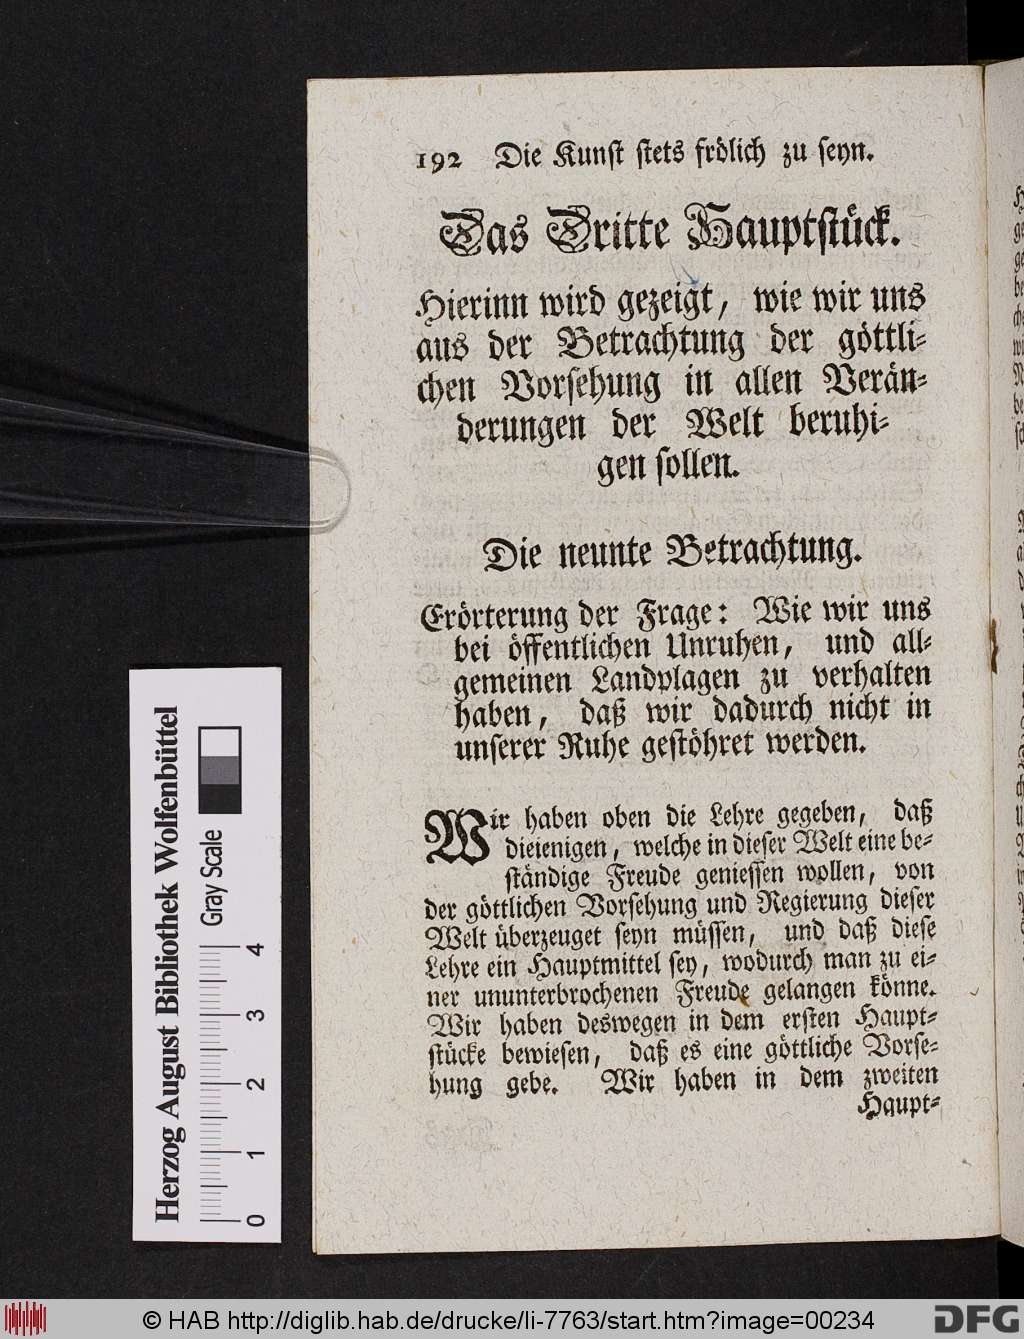 192 Die Kunst stets frölich zu seyn.
Das Dritte Hauptstück.
Hierinn wird gezeigt, wie wir uns
aus der Betrachtung der göttli-
chen Vorsehung in allen Verän-
derungen der Welt beruhi-
gen sollen.
Die neunte Betrachtung.
Erörterung der Frage: Wie wir uns
bei öffentlichen Unruhen, und all-
gemeinen Landplagen zu verhalten
haben, daß wir dadurch nicht in
unserer Ruhe gestöhret werden.
Wir haben oben die Lehre gegeben, daß
dieienigen, welche in dieser Welt eine be-
ständige Freude geniessen wollen, von
der göttlichen Vorsehung und Regierung dieser
Welt überzeuget seyn müssen, und daß diese
Lehre ein Hauptmittel sey, wodurch man zu ei-
ner ununterbrochenen Freude gelangen könne.
Wir haben deswegen in dem ersten Haupt-
stücke bewiesen, daß es eine göttliche Vorse-
hung gebe. Wir haben in dem zweiten
Haupt-
Herzog August Bibliothek Wolfenbüttel
Gray Scale
0 1 2 3 4
© HAB http://diglib.hab.de/drucke/li-7763/start.htm?image=00234
DFG